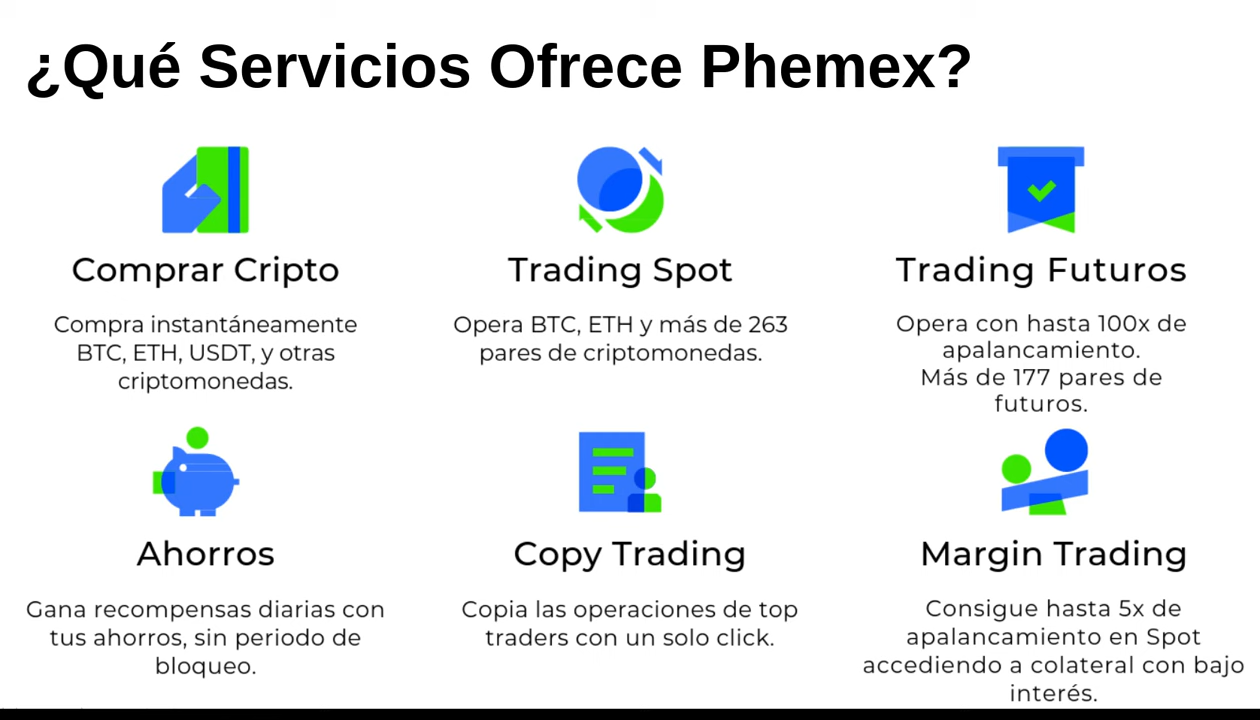 ¿Qué Servicios Ofrece Phemex?
Comprar Cripto
Compra instantáneamente
BTC, ETH, USDT, y otras
criptomonedas.
Trading Spot
Opera BTC, ETH y más de 263
pares de criptomonedas.
Trading Futuros
Opera con hasta 100x de
apalancamiento.
Más de 177 pares de
futuros.
Ahorros
Gana recompensas diarias con
tus ahorros, sin periodo de
bloqueo.
Copy Trading
Copia las operaciones de top
traders con un solo click.
Margin Trading
Consigue hasta 5x de
apalancamiento en Spot
accediendo a colateral con bajo
interés.